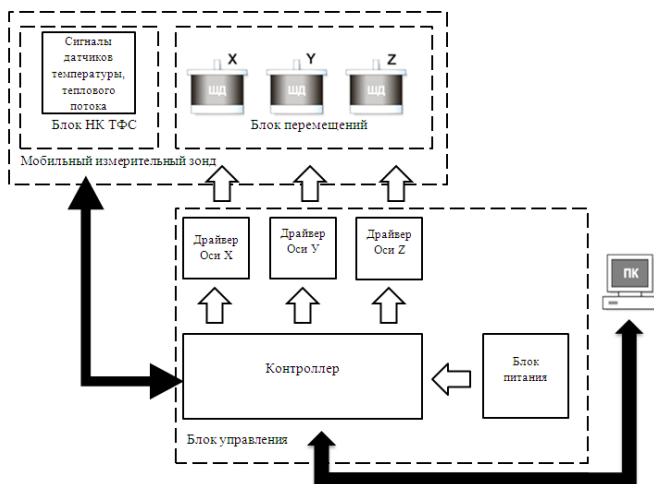 Сигналы
датчиков
температуры,
теплового
потока
Блок НК ТФС
X
Y
Z
ШД
ШД
ШД
Блок перемещений
Мобильный измерительный зонд
Драйвер
Оси X
Драйвер
Оси У
Драйвер
Оси Z
ПК
Контроллер
Блок
питания
Блок управления